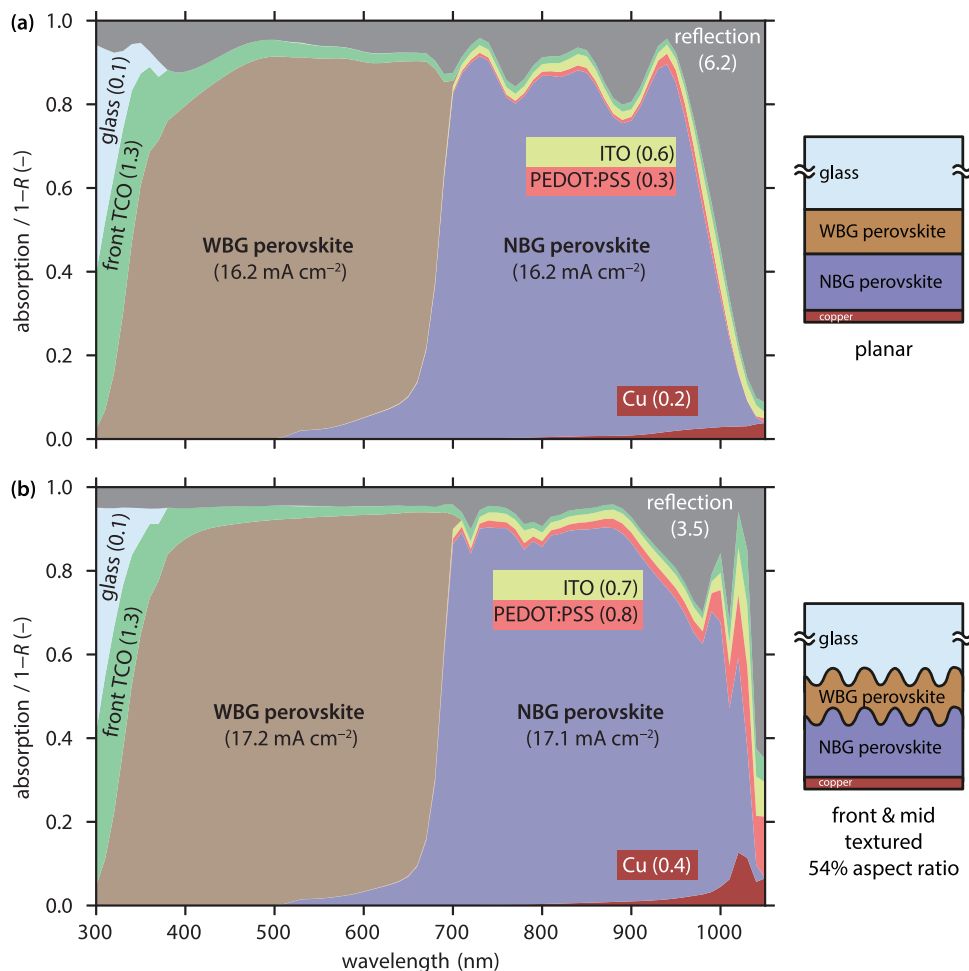 (a)
absorption / 1–R (–)
1.0
0.8
0.6
0.4
0.2
0.0
glass (0.1)
front TCO (1.3)
reflection
(6.2)
ITO (0.6)
PEDOT:PSS (0.3)
WBG perovskite
(16.2 mA cm⁻²)
NBG perovskite
(16.2 mA cm⁻²)
Cu (0.2)
glass
WBG perovskite
NBG perovskite
copper
planar
(b)
absorption / 1–R (–)
1.0
0.8
0.6
0.4
0.2
0.0
glass (0.1)
front TCO (1.3)
reflection
(3.5)
ITO (0.7)
PEDOT:PSS (0.8)
WBG perovskite
(17.2 mA cm⁻²)
NBG perovskite
(17.1 mA cm⁻²)
Cu (0.4)
300 400 500 600 700 800 900 1000
wavelength (nm)
glass
WBG perovskite
NBG perovskite
copper
front & mid
textured
54% aspect ratio